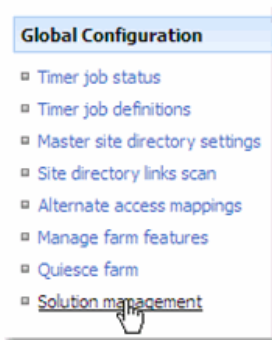 Global Configuration
Timer job status
Timer job definitions
Master site directory settings
Site directory links scan
Alternate access mappings
Manage farm features
Quiesce farm
Solution management